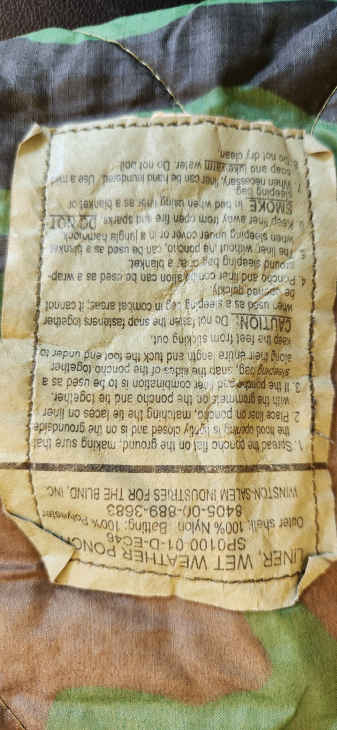 LINER, WET WEATHER PONCH
SP0100-01-D-EC46
Outer shell: 100% Nylon Batting: 100% Polyester
8405-00-889-3683
WINSTON-SALEM INDUSTRIES FOR THE BLIND, INC.
1. Spread the poncho flat on the ground, making sure that
the hood opening is tightly closed and is on the groundside.
2. Place liner on poncho, matching the tie laces on liner
with the grommets on the poncho and tie together.
3. If the poncho and liner combination is to be used as a
sleeping bag, snap the sides of the poncho together
along their entire length and tuck the foot end under to
keep the feet from sticking out.
CAUTION: Do not fasten the snap fasteners together
when used as a sleeping bag in combat areas; it cannot
be opened quickly.
4. Poncho and liner combination can be used as a wrap-
around sleeping bag or as a blanket.
5. The liner, without the poncho, can be used as a blanket
when sleeping under cover or in a jungle hammock.
6. Keep liner away from open fire and sparks. DO NOT
SMOKE in bed when using liner as a blanket or
sleeping bag.
7. When necessary, liner can be hand laundered. Use a mild
soap and luke warm water. Do not boil.
8. Do not dry clean.